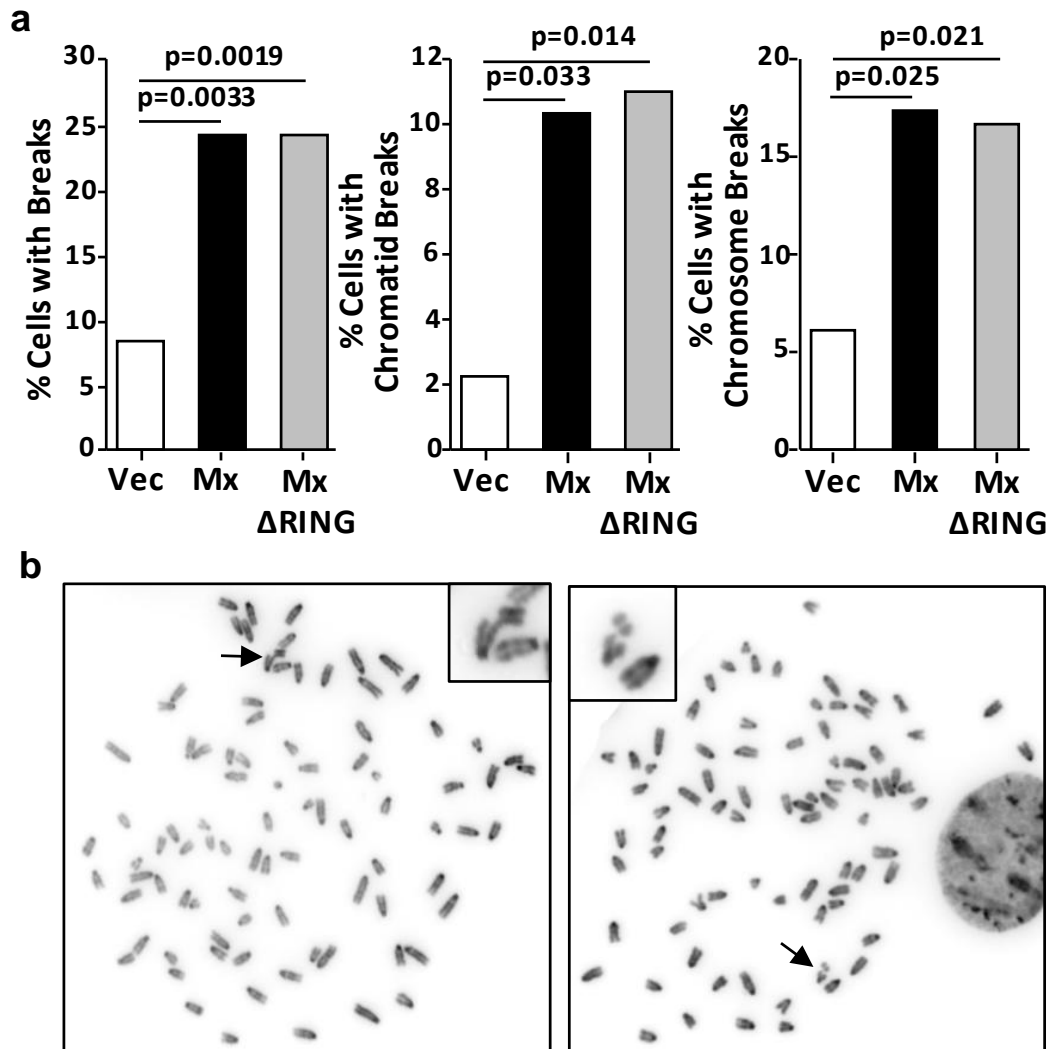 a
% Cells with Breaks
30
25
20
15
10
5
0
p=0.0019
p=0.0033
Vec
Mx
Mx
ΔRING
% Cells with
Chromatid Breaks
12
10
8
6
4
2
0
p=0.014
p=0.033
Vec
Mx
Mx
ΔRING
% Cells with
Chromosome Breaks
20
15
10
5
0
p=0.021
p=0.025
Vec
Mx
Mx
ΔRING
b